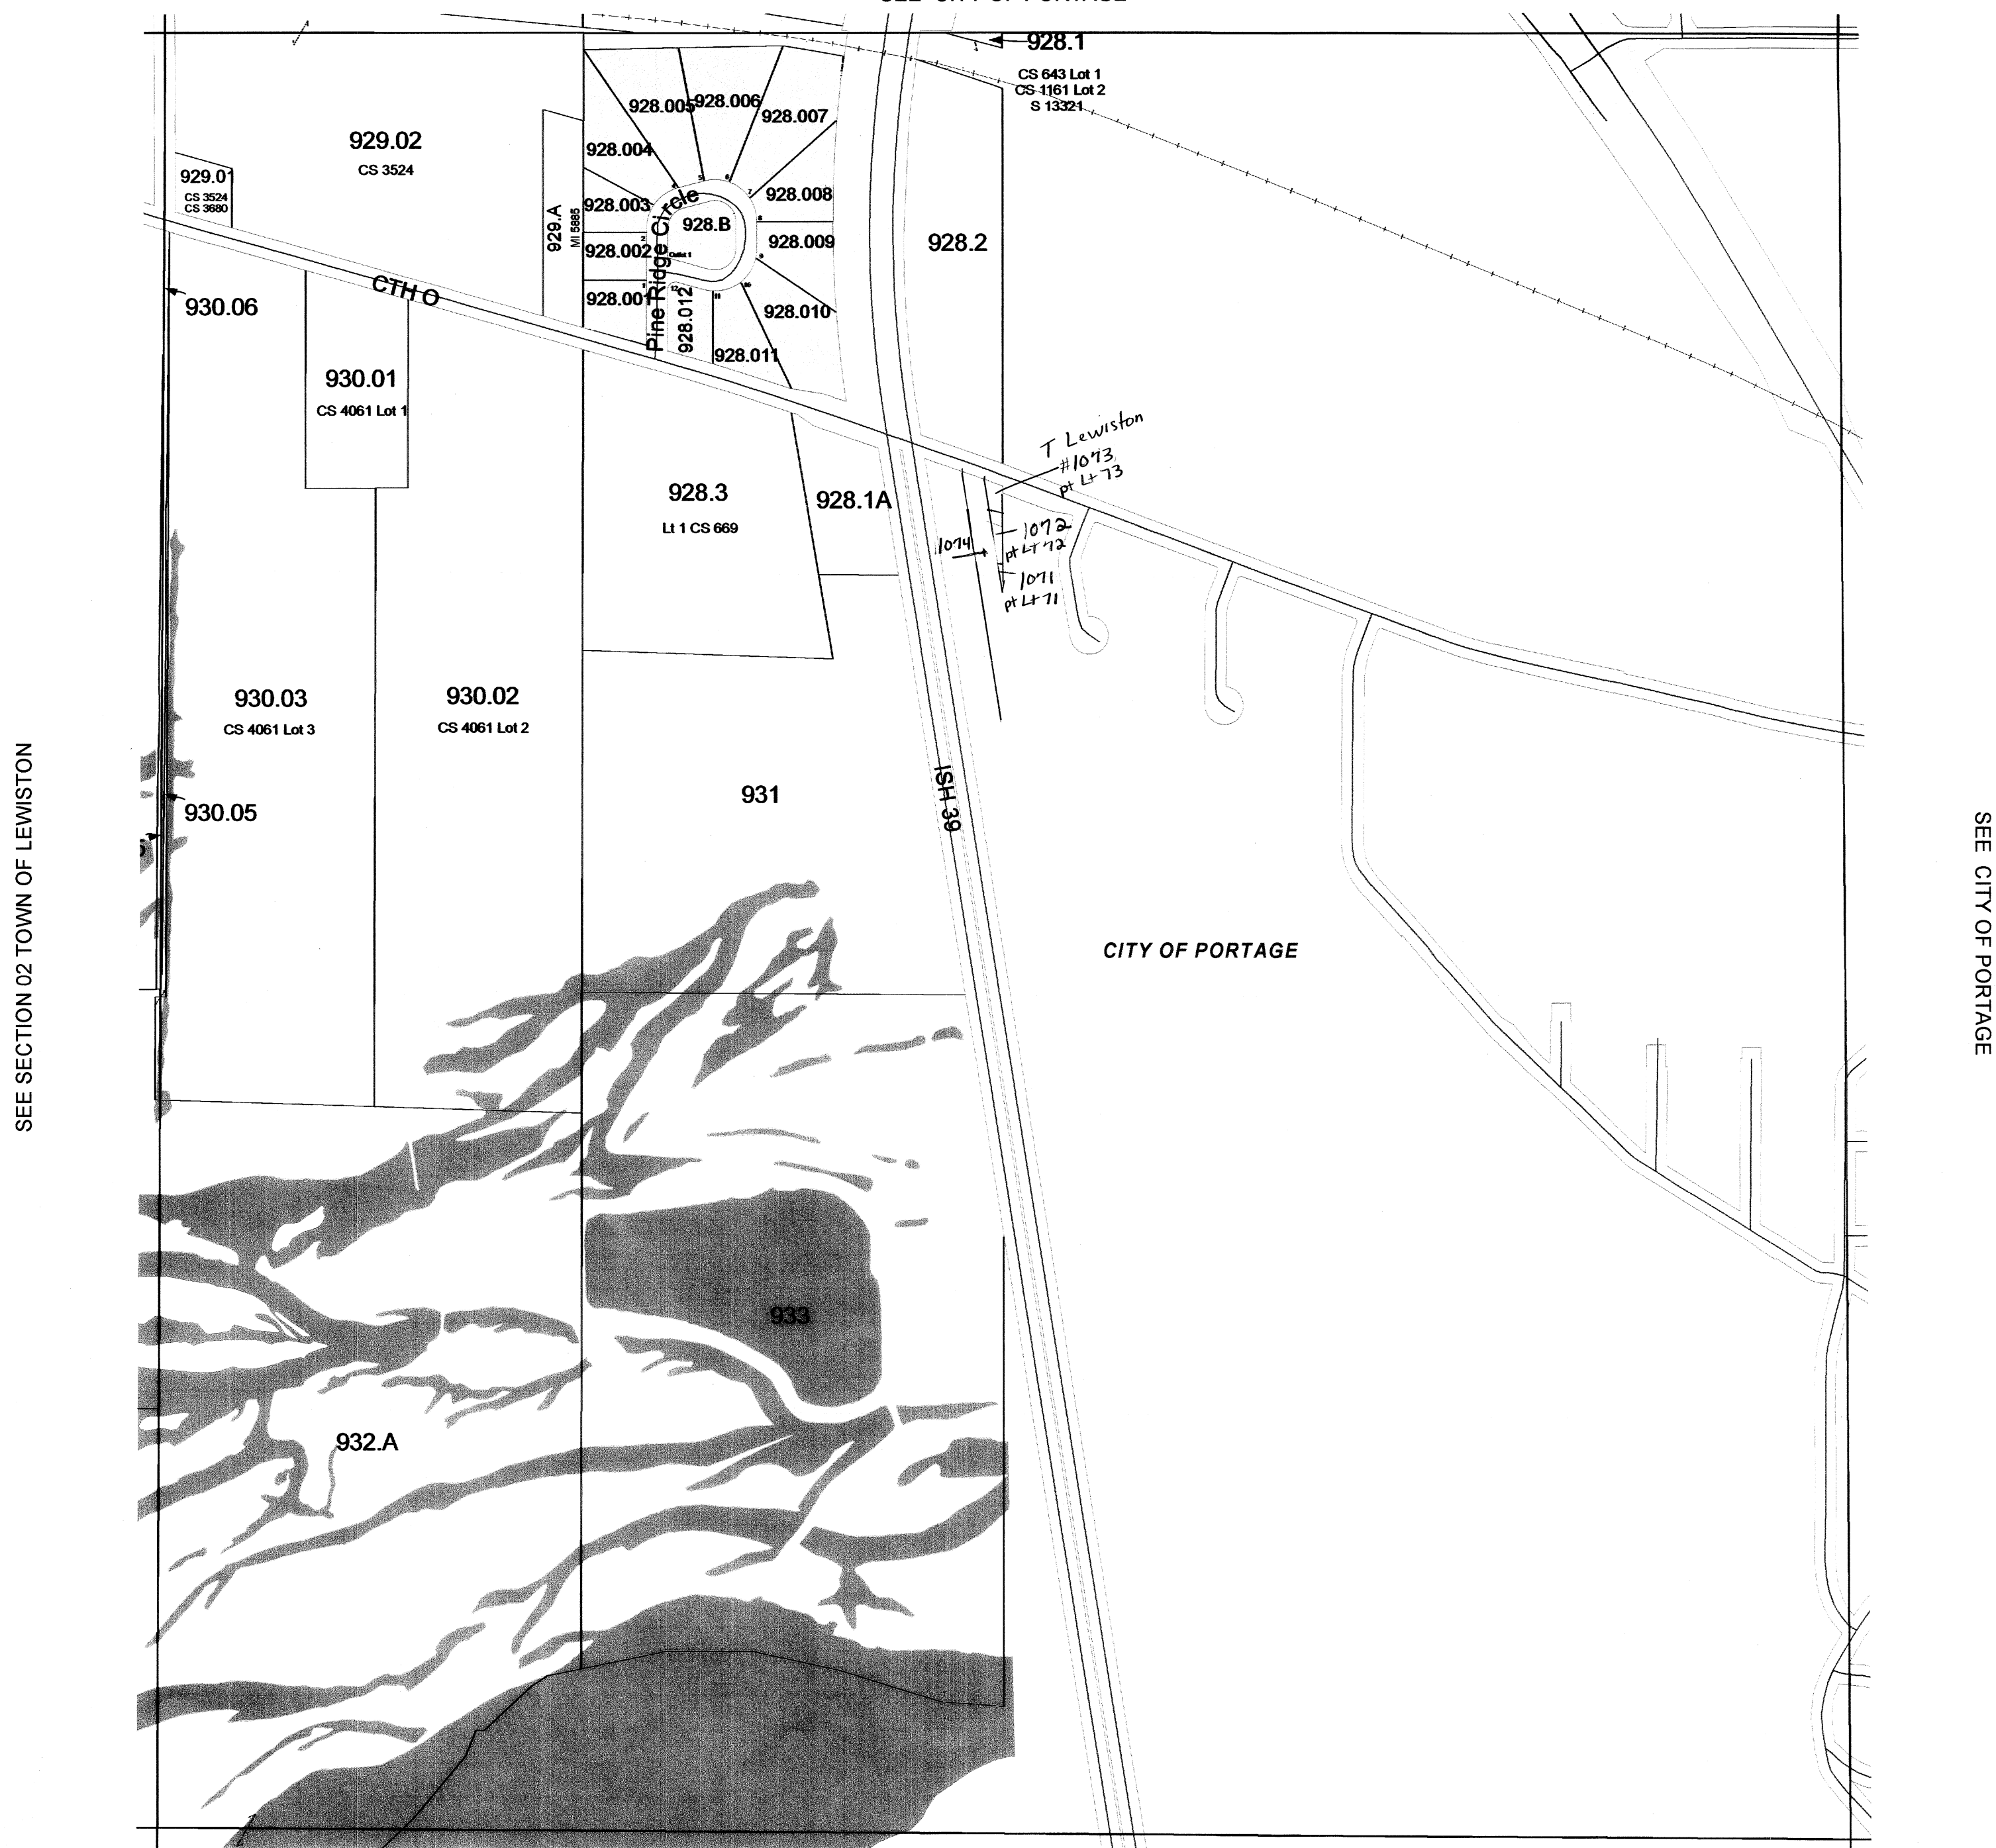 928.1
CS 643 Lot 1
CS 1161 Lot 2
S 13321
929.02
CS 3524
929.01
CS 3524
CS 3680
929.A
MI 5885
928.005
928.006
928.007
928.004
928.003
928.008
928.B
Outlot 1
928.002
928.009
928.001
928.012
928.010
928.011
Pine Ridge Circle
928.2
CTH O
930.06
930.01
CS 4061 Lot 1
T Lewiston
#1073
pt Lt 73
1072
pt LT 72
1074
1071
pt Lt 71
928.3
Lt 1 CS 669
928.1A
930.03
CS 4061 Lot 3
930.02
CS 4061 Lot 2
931
ISH 39
930.05
SEE SECTION 02 TOWN OF LEWISTON
SEE CITY OF PORTAGE
CITY OF PORTAGE
933
932.A